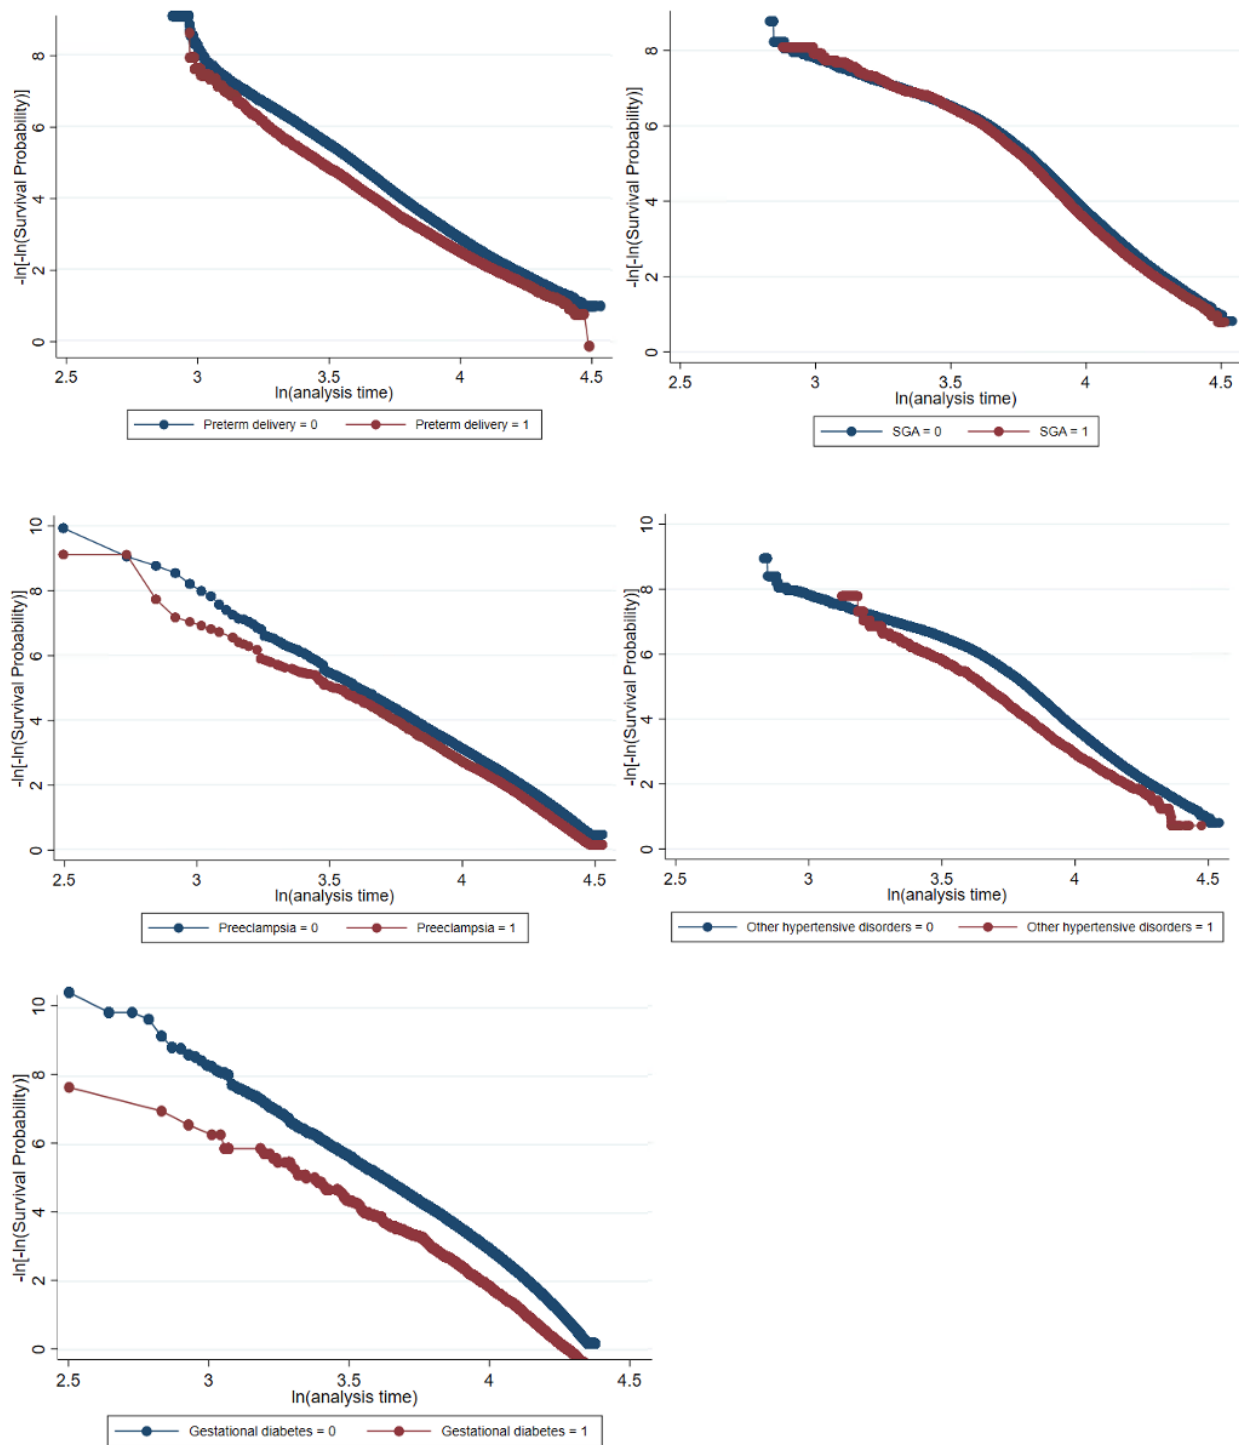 -ln[-ln(Survival Probability)]
8
6
4
2
0
2.5 3 3.5 4 4.5
ln(analysis time)
Preterm delivery = 0 Preterm delivery = 1
-ln[-ln(Survival Probability)]
8
6
4
2
0
2.5 3 3.5 4 4.5
ln(analysis time)
SGA = 0 SGA = 1
-ln[-ln(Survival Probability)]
10
8
6
4
2
0
2.5 3 3.5 4 4.5
ln(analysis time)
Preeclampsia = 0 Preeclampsia = 1
-ln[-ln(Survival Probability)]
10
8
6
4
2
0
2.5 3 3.5 4 4.5
ln(analysis time)
Other hypertensive disorders = 0 Other hypertensive disorders = 1
-ln[-ln(Survival Probability)]
10
8
6
4
2
0
2.5 3 3.5 4 4.5
ln(analysis time)
Gestational diabetes = 0 Gestational diabetes = 1